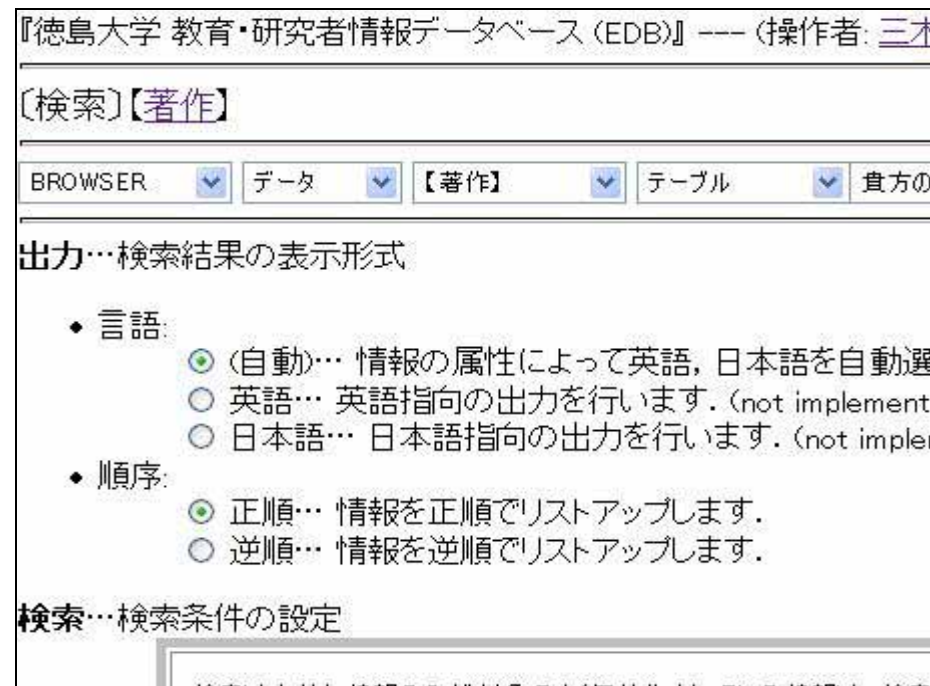 『徳島大学 教育・研究者情報データベース (EDB)』 --- (操作者: 三木
〔検索〕【著作】
BROWSER データ 【著作】 テーブル 貴方の
出力…検索結果の表示形式
◆ 言語:
(自動)… 情報の属性によって英語, 日本語を自動選
英語… 英語指向の出力を行います. (not implement
日本語… 日本語指向の出力を行います. (not imple
◆ 順序:
正順… 情報を正順でリストアップします.
逆順… 情報を逆順でリストアップします.
検索…検索条件の設定